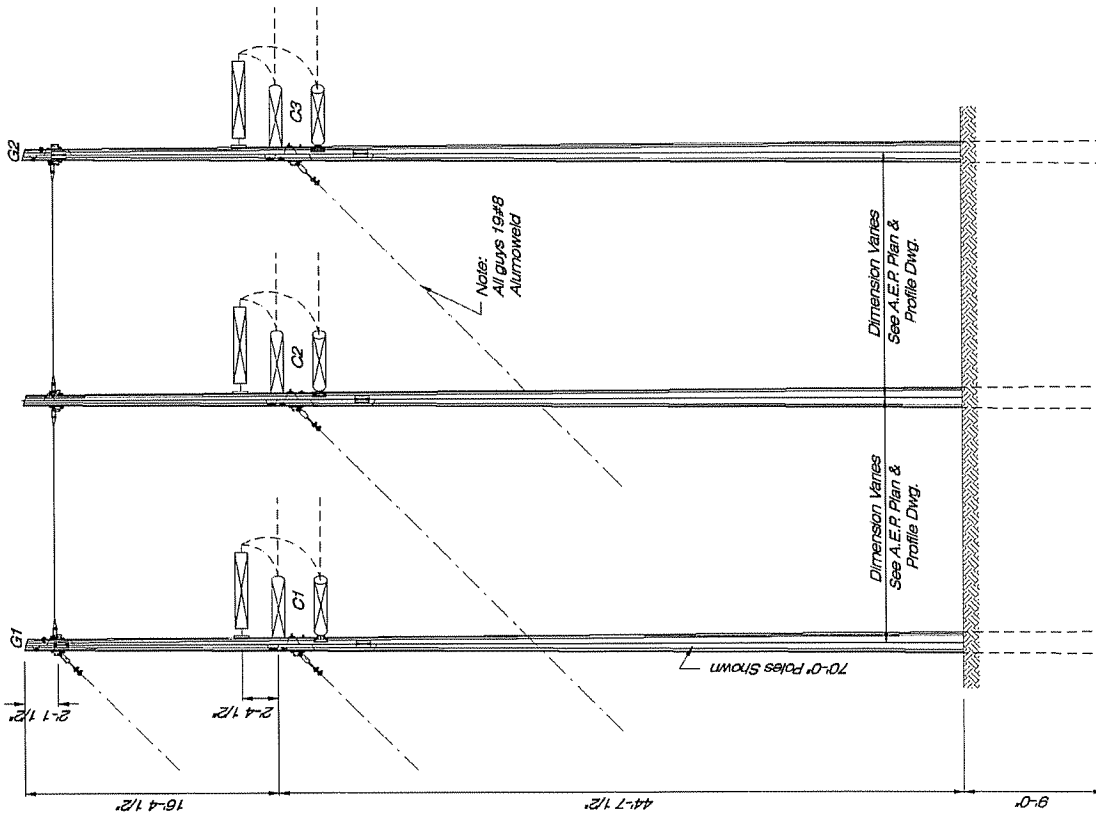 G1
G2
2'-1 1/2"
2'-4 1/2"
16'-4 1/2"
C1
C2
C3
Note:
All guys 19#8
Alumoweld
44'-7 1/2"
70'-0" Poles Shown
Dimension Varies
See A.E.P. Plan &
Profile Dwg.
Dimension Varies
See A.E.P. Plan &
Profile Dwg.
9'-0"